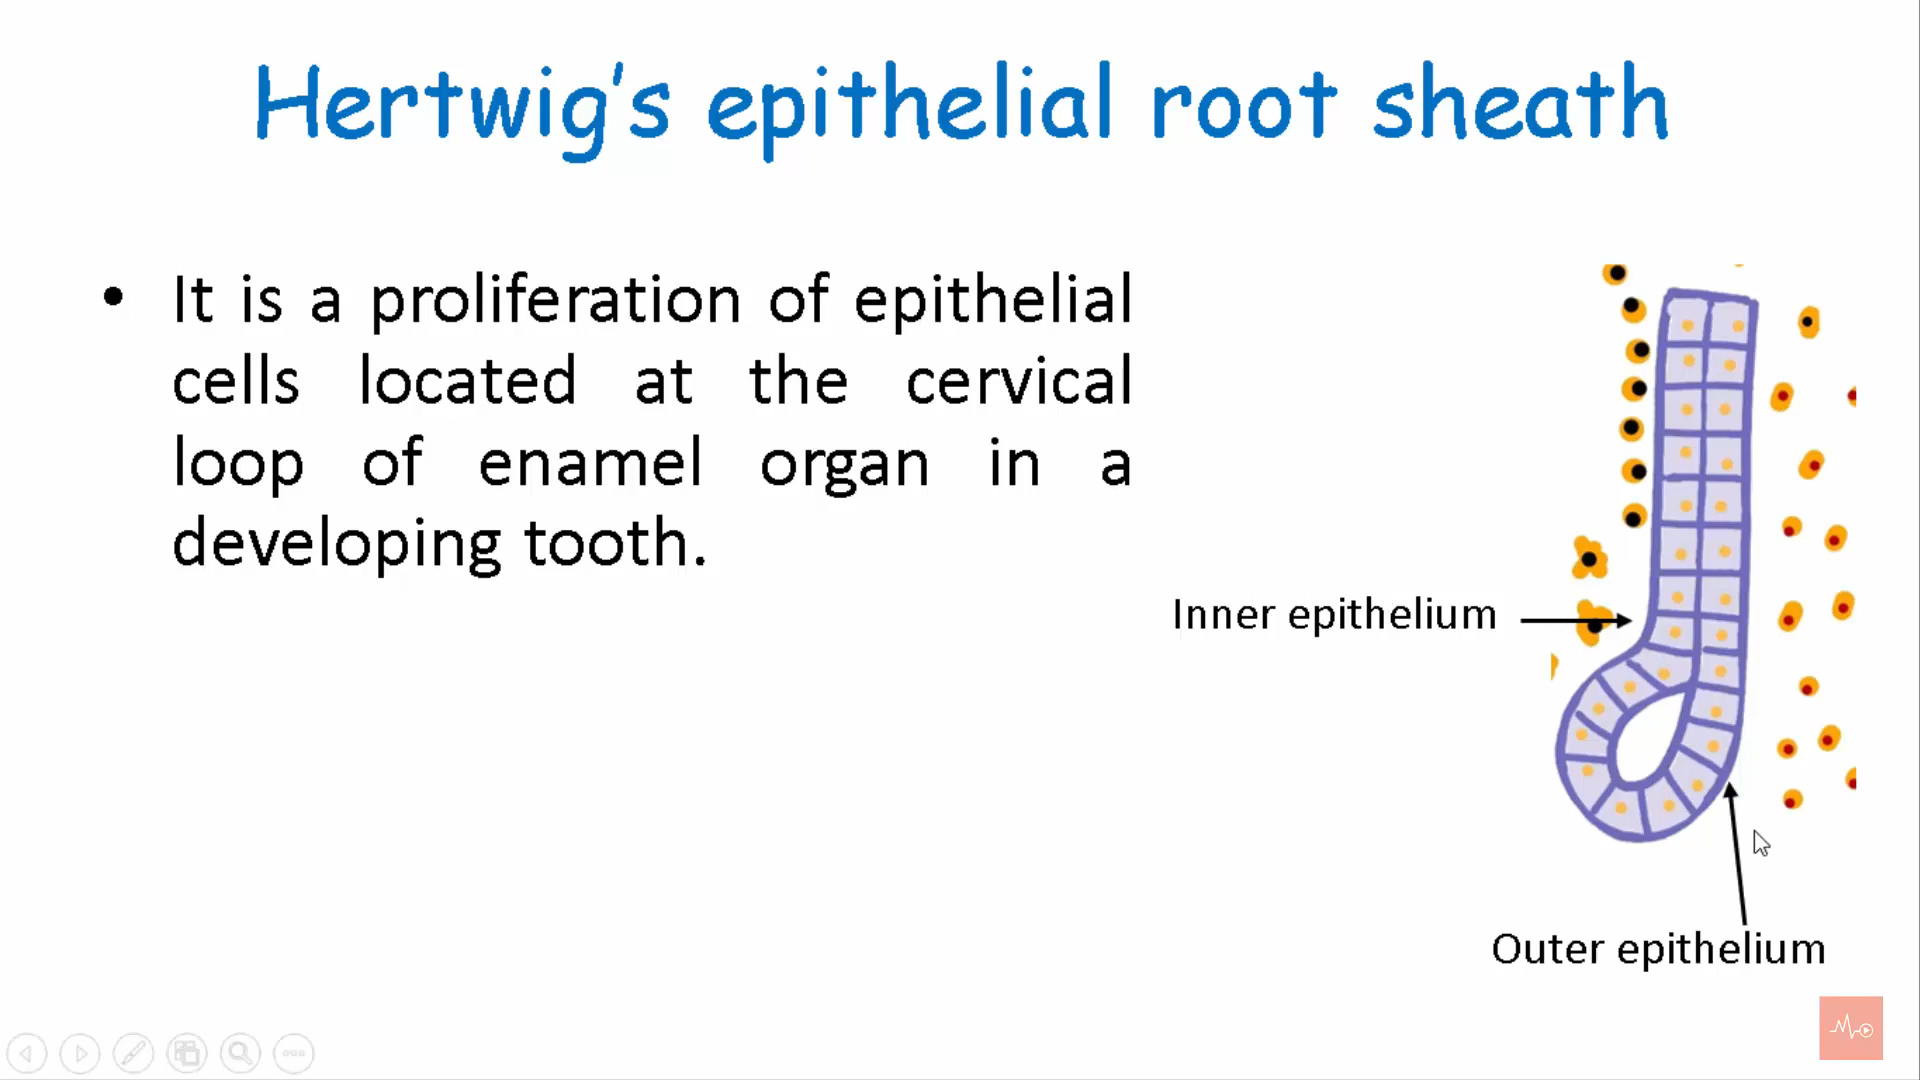 Hertwig's epithelial root sheath
• It is a proliferation of epithelial
cells located at the cervical
loop of enamel organ in a
developing tooth.
Inner epithelium
Outer epithelium